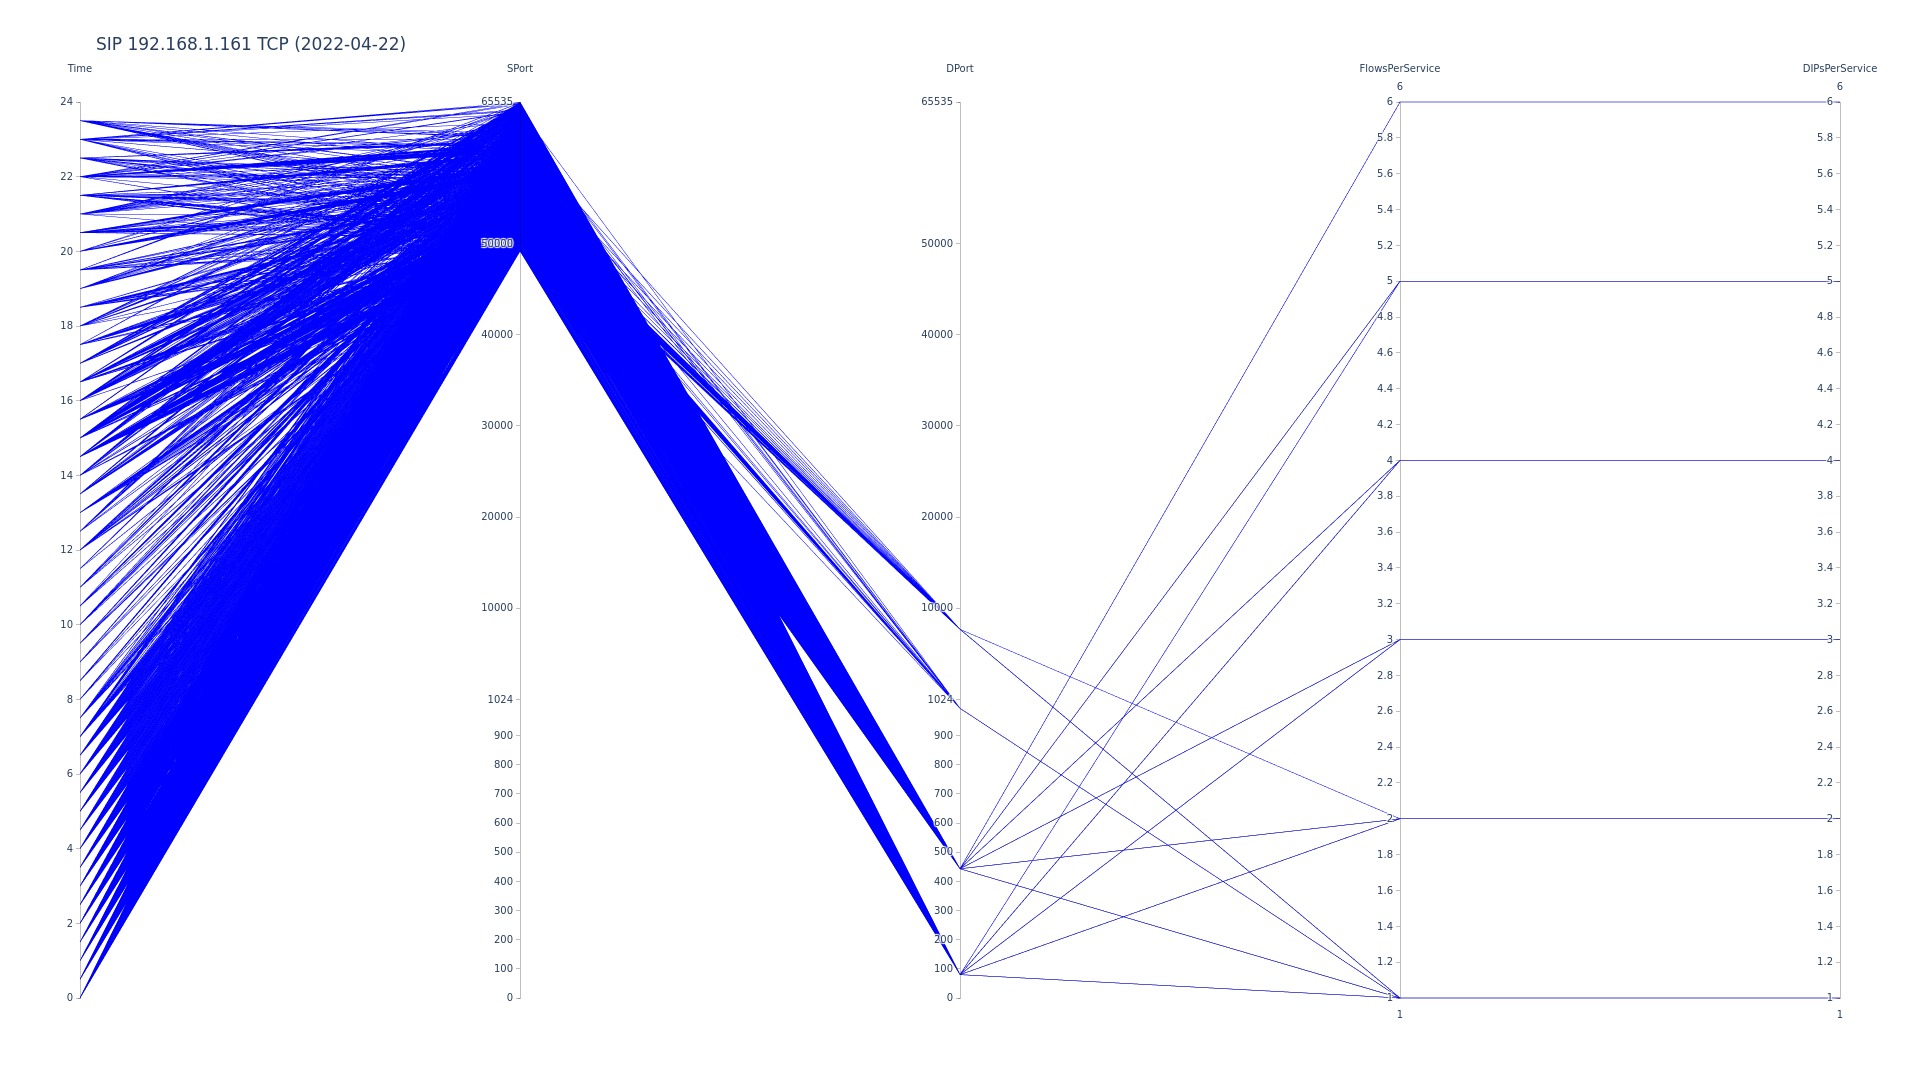 SIP 192.168.1.161 TCP (2022-04-22)
Time SPort DPort FlowsPerService DIPsPerService
6 6
24 65535 65535 6 6
5.8 5.8
22 5.6 5.6
5.4 5.4
20 50000 50000 5.2 5.2
5 5
18 40000 40000 4.8 4.8
4.6 4.6
16 4.4 4.4
30000 30000 4.2 4.2
4 4
14 3.8 3.8
20000 20000 3.6 3.6
12 3.4 3.4
10 10000 10000 3.2 3.2
3 3
8 1024 1024 2.8 2.8
2.6 2.6
900 900 2.4 2.4
6 800 800 2.2 2.2
700 700
4 600 600 2 2
500 500 1.8 1.8
400 400 1.6 1.6
2 300 300 1.4 1.4
200 200 1.2 1.2
100 100
0 0 0 1 1
1 1